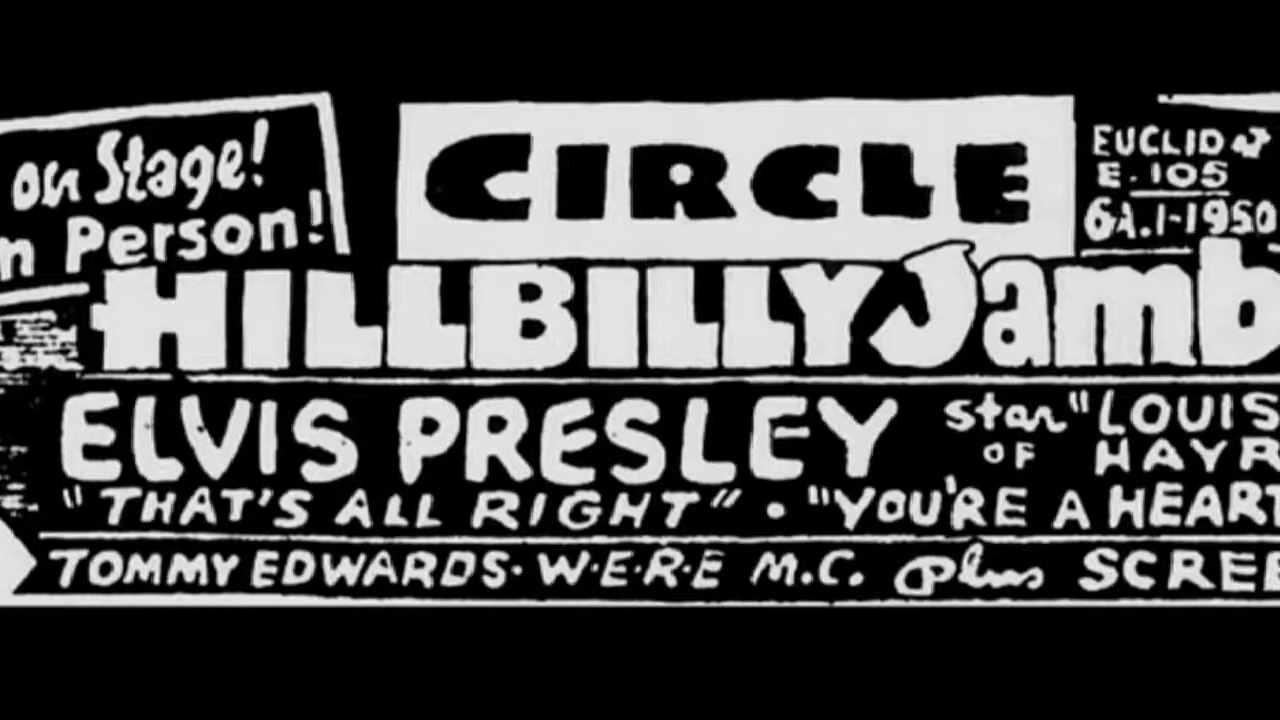 on Stage!
n Person!
CIRCLE
EUCLID at
E. 105
GA.1-1950
HILLBILLY Jamb
ELVIS PRESLEY star "LOUIS
OF HAYR
"THAT'S ALL RIGHT" • "YOU'RE A HEART
TOMMY EDWARDS · W·E·R·E M.C. plus SCREE